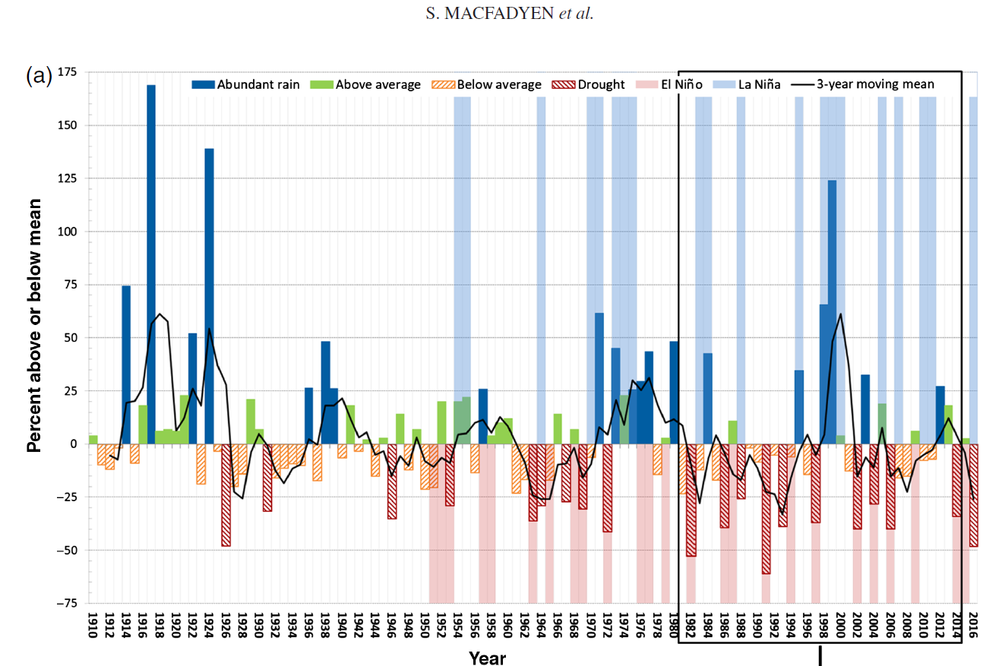 S. MACFADYEN et al.
(a)
Abundant rain Above average Below average Drought El Niño La Niña 3-year moving mean
175
150
125
100
75
50
25
0
−25
−50
−75
Percent above or below mean
1910 1912 1914 1916 1918 1920 1922 1924 1926 1928 1930 1932 1934 1936 1938 1940 1942 1944 1946 1948 1950 1952 1954 1956 1958 1960 1962 1964 1966 1968 1970 1972 1974 1976 1978 1980 1982 1984 1986 1988 1990 1992 1994 1996 1998 2000 2002 2004 2006 2008 2010 2012 2014 2016
Year